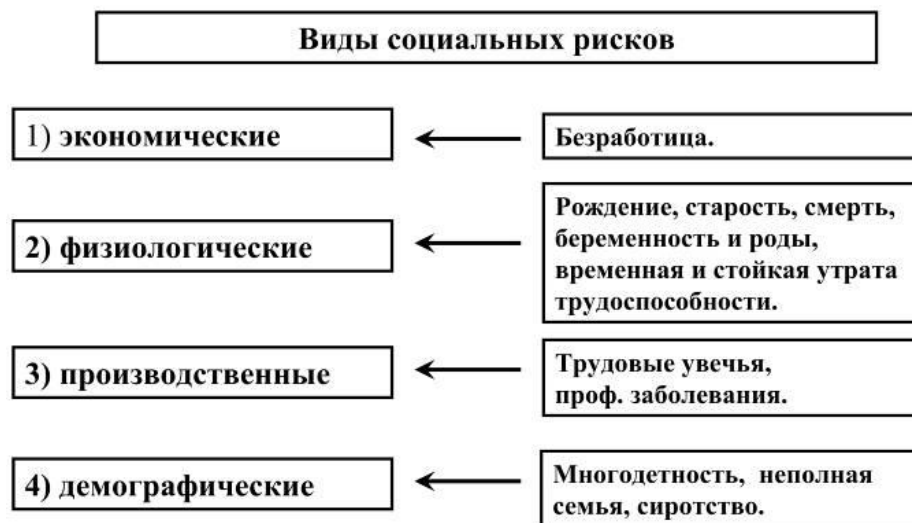 Виды социальных рисков
1) экономические
Безработица.
2) физиологические
Рождение, старость, смерть,
беременность и роды,
временная и стойкая утрата
трудоспособности.
3) производственные
Трудовые увечья,
проф. заболевания.
4) демографические
Многодетность, неполная
семья, сиротство.